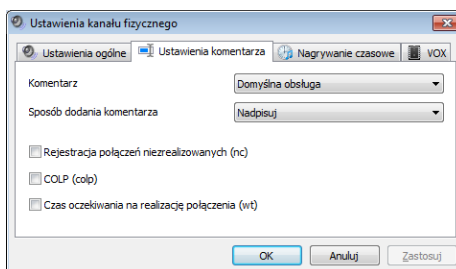 Ustawienia kanału fizycznego
Ustawienia ogólne Ustawienia komentarza Nagrywanie czasowe VOX
Komentarz Domyślna obsługa
Sposób dodania komentarza Nadpisuj
Rejestracja połączeń niezrealizowanych (nc)
COLP (colp)
Czas oczekiwania na realizację połączenia (wt)
OK Anuluj Zastosuj